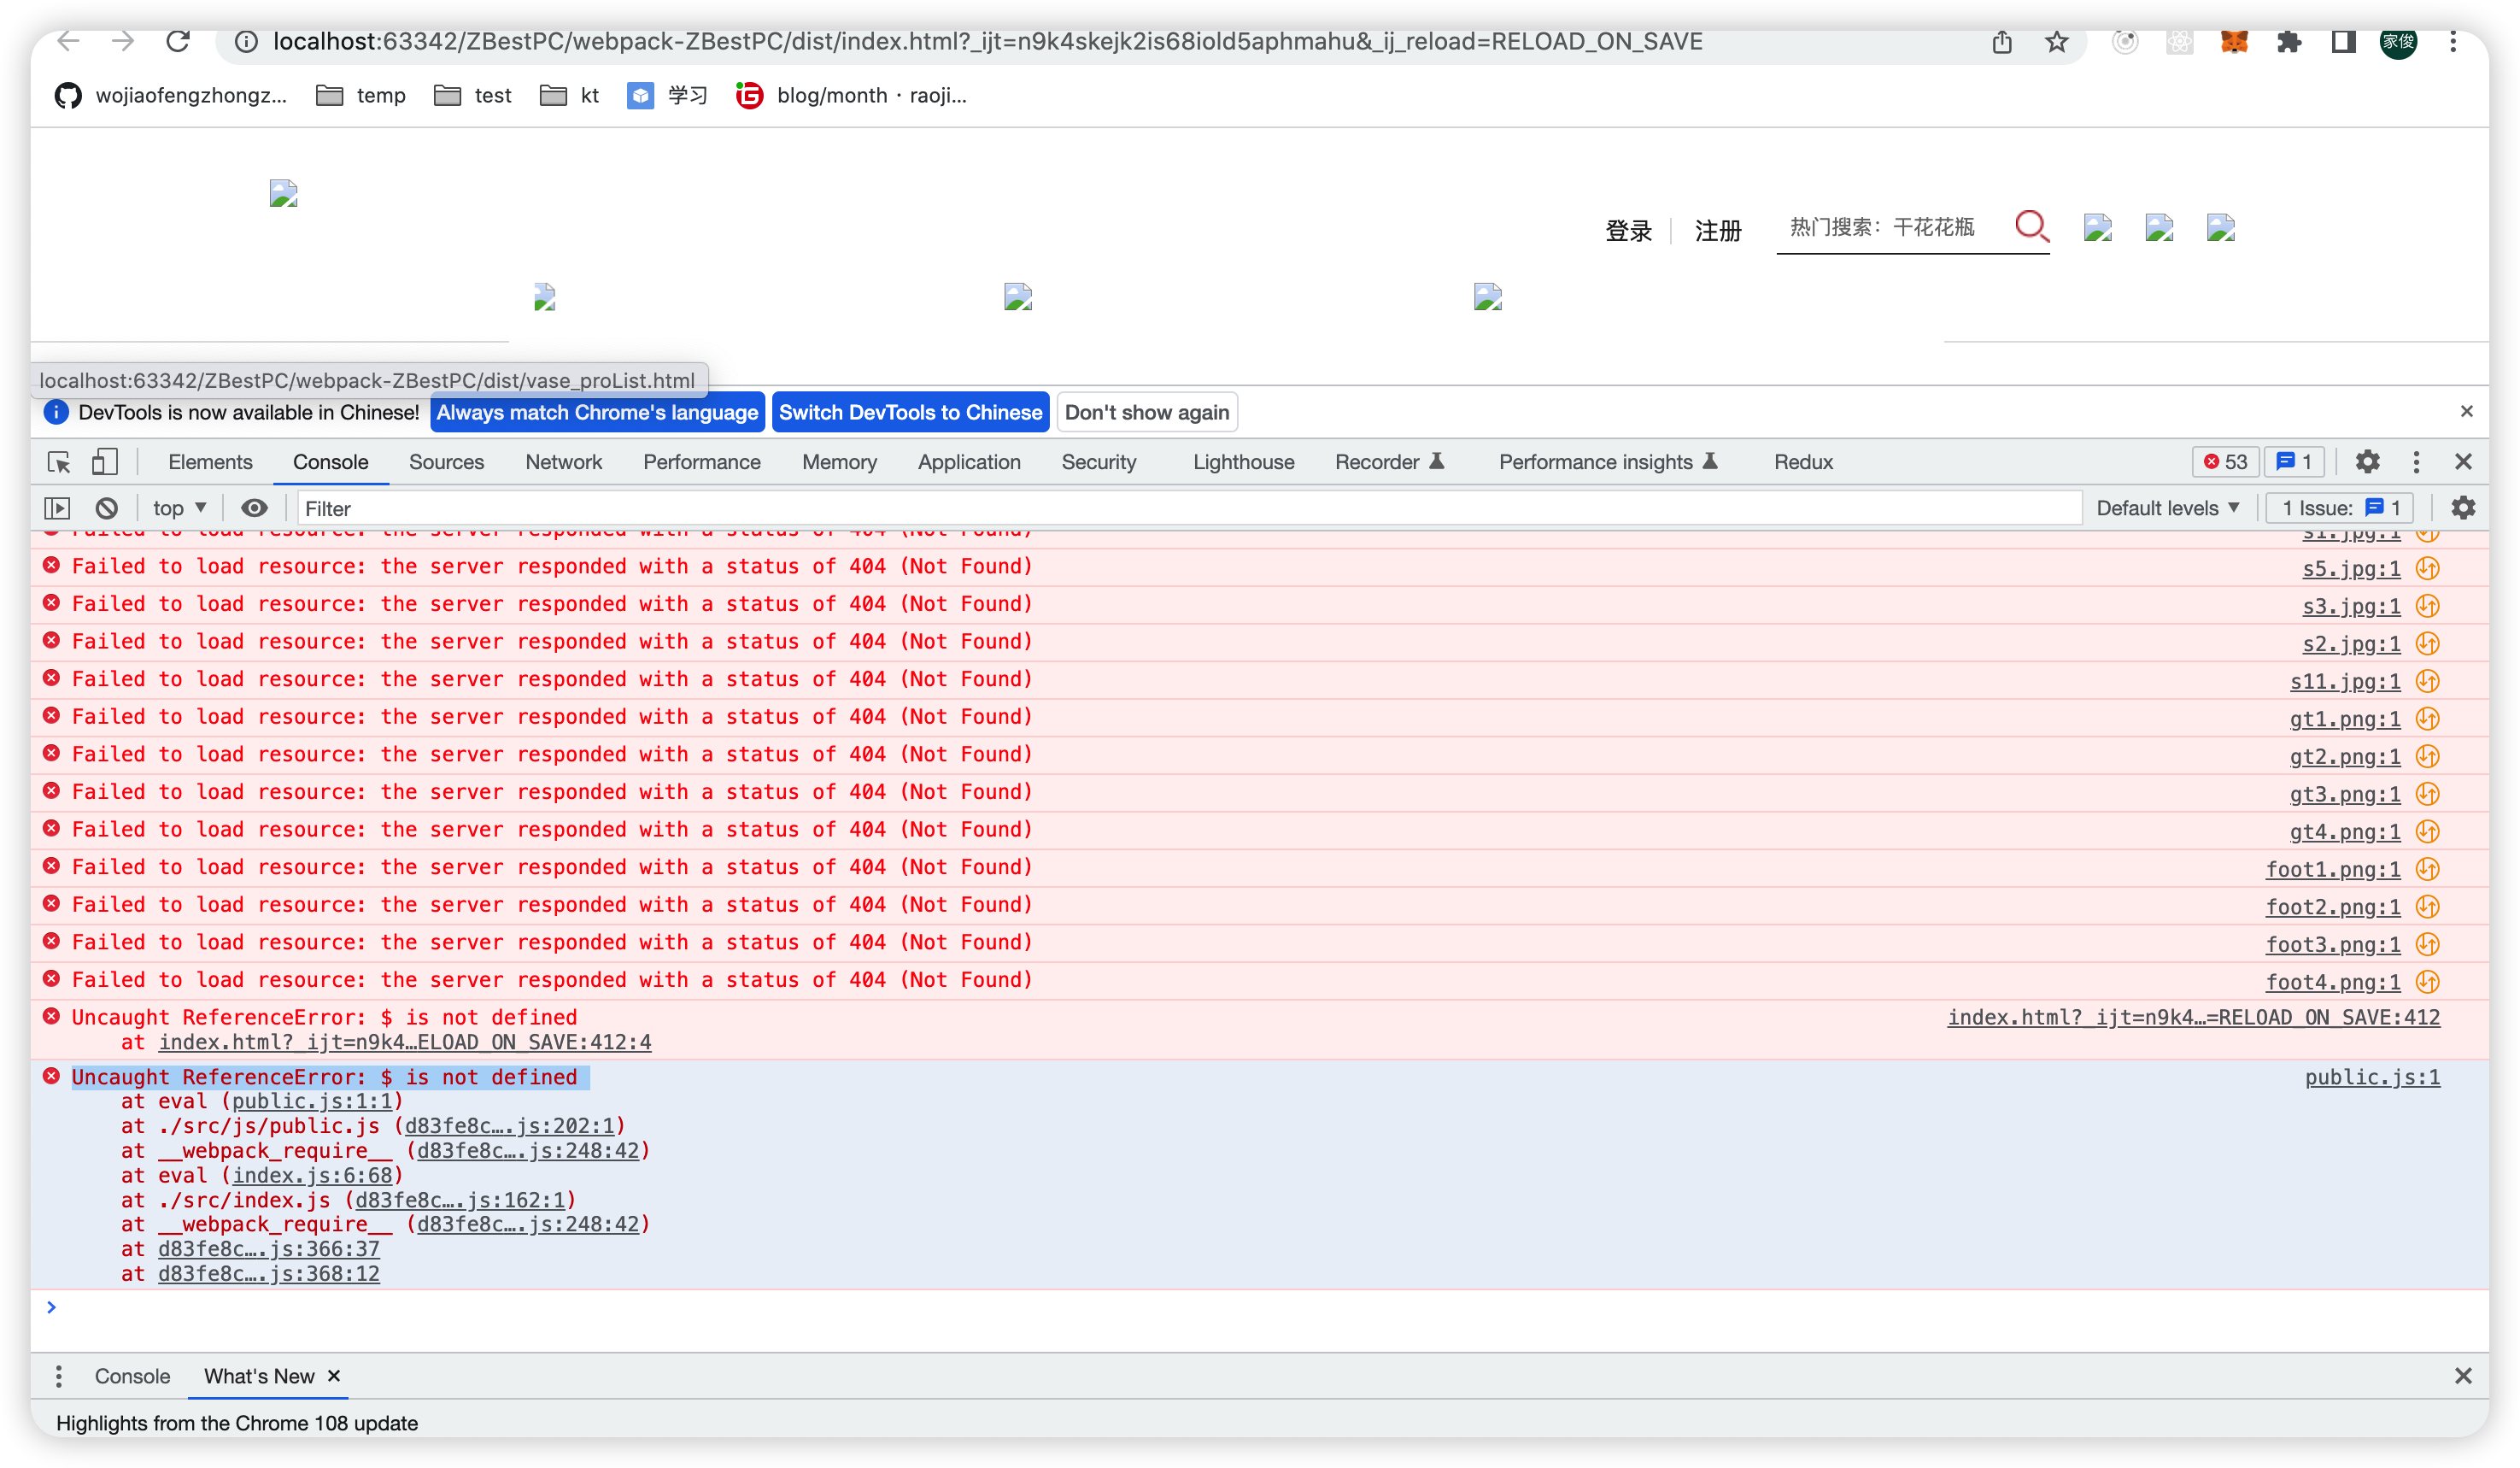 localhost:63342/ZBestPC/webpack-ZBestPC/dist/index.html?_ijt=n9k4skejk2is68iold5aphmahu&_ij_reload=RELOAD_ON_SAVE
家俊
wojiaofengzhongz... temp test kt 学习 blog/month · raoji...
登录 注册 热门搜索：干花花瓶
localhost:63342/ZBestPC/webpack-ZBestPC/dist/vase_proList.html
DevTools is now available in Chinese! Always match Chrome's language Switch DevTools to Chinese Don't show again
Elements Console Sources Network Performance Memory Application Security Lighthouse Recorder Performance insights Redux 53 1
top Filter Default levels 1 Issue: 1
Failed to load resource: the server responded with a status of 404 (Not Found) s1.jpg:1
Failed to load resource: the server responded with a status of 404 (Not Found) s5.jpg:1
Failed to load resource: the server responded with a status of 404 (Not Found) s3.jpg:1
Failed to load resource: the server responded with a status of 404 (Not Found) s2.jpg:1
Failed to load resource: the server responded with a status of 404 (Not Found) s11.jpg:1
Failed to load resource: the server responded with a status of 404 (Not Found) gt1.png:1
Failed to load resource: the server responded with a status of 404 (Not Found) gt2.png:1
Failed to load resource: the server responded with a status of 404 (Not Found) gt3.png:1
Failed to load resource: the server responded with a status of 404 (Not Found) gt4.png:1
Failed to load resource: the server responded with a status of 404 (Not Found) foot1.png:1
Failed to load resource: the server responded with a status of 404 (Not Found) foot2.png:1
Failed to load resource: the server responded with a status of 404 (Not Found) foot3.png:1
Failed to load resource: the server responded with a status of 404 (Not Found) foot4.png:1
Uncaught ReferenceError: $ is not defined index.html?_ijt=n9k4…=RELOAD_ON_SAVE:412
at index.html?_ijt=n9k4…ELOAD_ON_SAVE:412:4
Uncaught ReferenceError: $ is not defined public.js:1
at eval (public.js:1:1)
at ./src/js/public.js (d83fe8c….js:202:1)
at __webpack_require__ (d83fe8c….js:248:42)
at eval (index.js:6:68)
at ./src/index.js (d83fe8c….js:162:1)
at __webpack_require__ (d83fe8c….js:248:42)
at d83fe8c….js:366:37
at d83fe8c….js:368:12
Console What's New
Highlights from the Chrome 108 update